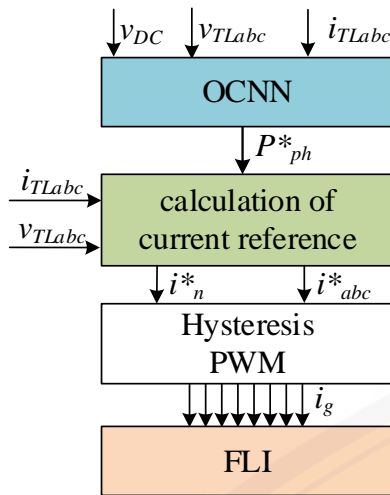 v_DC v_TLabc i_TLabc
OCNN
P*_ph
i_TLabc
v_TLabc
calculation of
current reference
i*_n i*_abc
Hysteresis
PWM
i_g
FLI